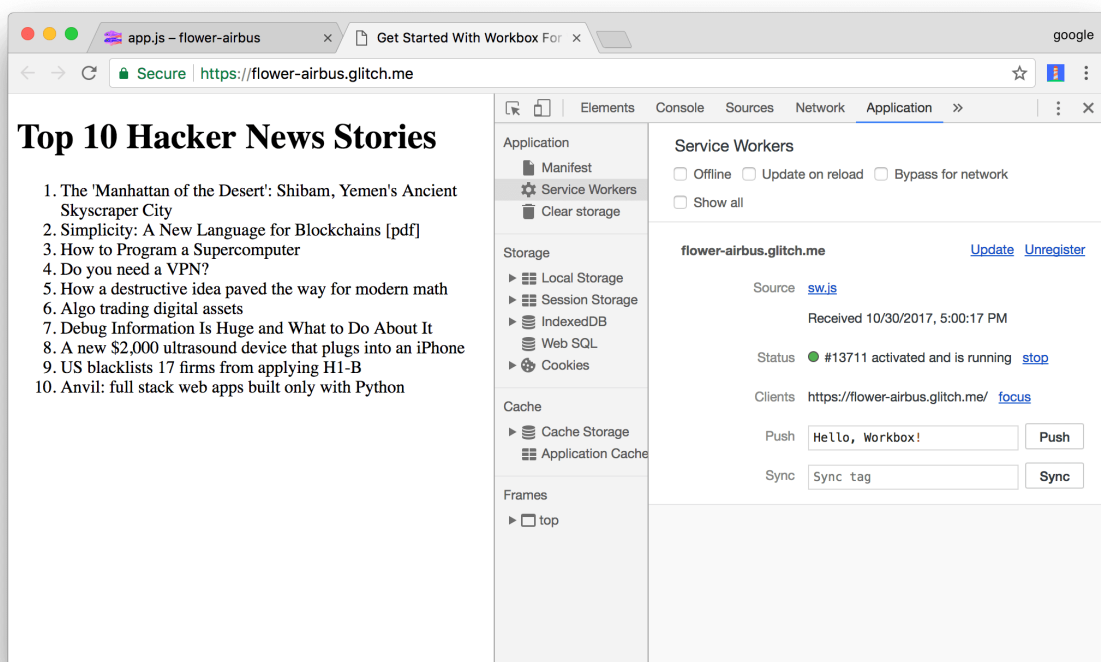 app.js – flower-airbus
Get Started With Workbox For
google
Secure
https://flower-airbus.glitch.me
Top 10 Hacker News Stories
1. The 'Manhattan of the Desert': Shibam, Yemen's Ancient
Skyscraper City
2. Simplicity: A New Language for Blockchains [pdf]
3. How to Program a Supercomputer
4. Do you need a VPN?
5. How a destructive idea paved the way for modern math
6. Algo trading digital assets
7. Debug Information Is Huge and What to Do About It
8. A new $2,000 ultrasound device that plugs into an iPhone
9. US blacklists 17 firms from applying H1-B
10. Anvil: full stack web apps built only with Python
Elements Console Sources Network Application
Application
Manifest
Service Workers
Clear storage
Storage
Local Storage
Session Storage
IndexedDB
Web SQL
Cookies
Cache
Cache Storage
Application Cache
Frames
top
Service Workers
Offline Update on reload Bypass for network
Show all
flower-airbus.glitch.me Update Unregister
Source sw.js
Received 10/30/2017, 5:00:17 PM
Status #13711 activated and is running stop
Clients https://flower-airbus.glitch.me/ focus
Push Hello, Workbox! Push
Sync Sync tag Sync